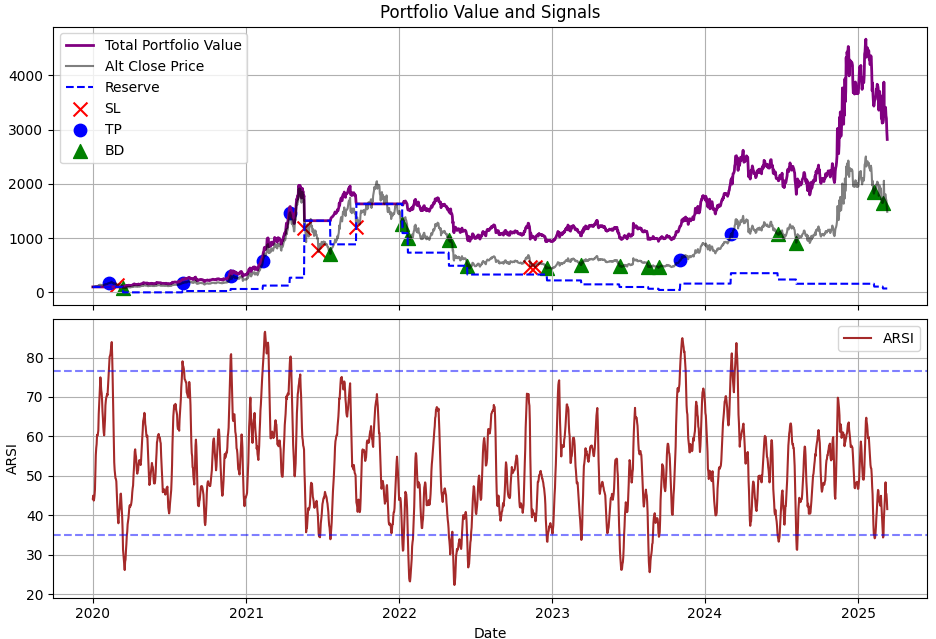 Portfolio Value and Signals
Total Portfolio Value
Alt Close Price
Reserve
SL
TP
BD
4000
3000
2000
1000
0
ARSI
80
70
60
50
40
30
20
ARSI
2020
2021
2022
2023
2024
2025
Date